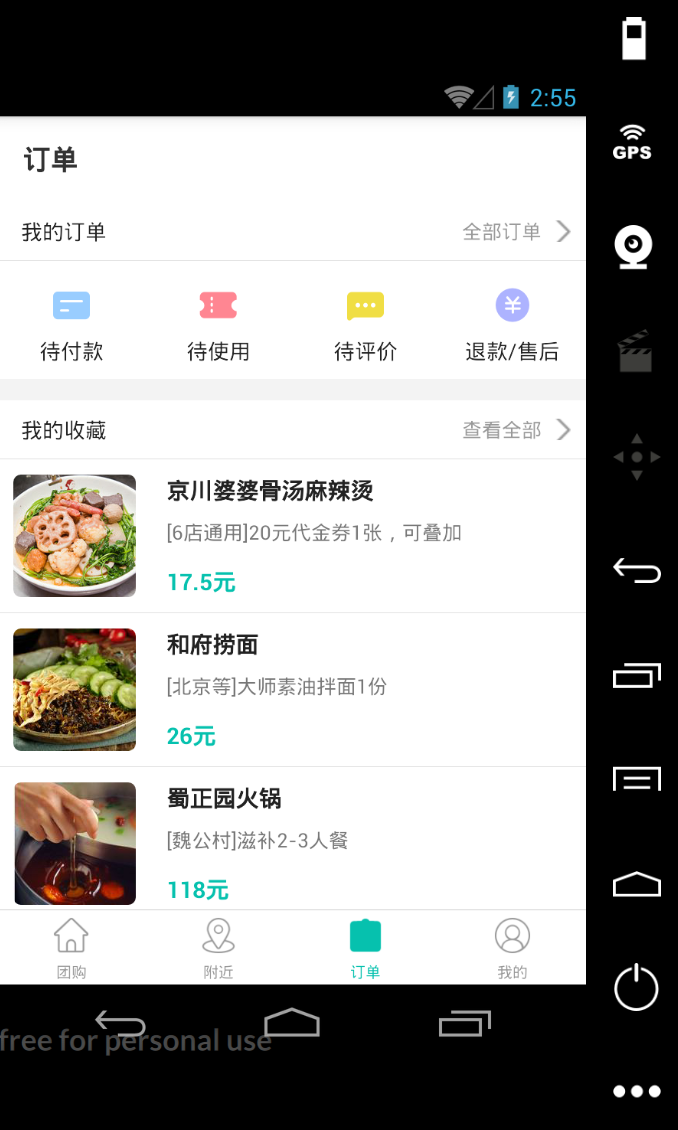 2:55
GPS
订单
我的订单
全部订单
待付款
待使用
待评价
退款/售后
我的收藏
查看全部
京川婆婆骨汤麻辣烫
[6店通用]20元代金券1张，可叠加
17.5元
和府捞面
[北京等]大师素油拌面1份
26元
蜀正园火锅
[魏公村]滋补2-3人餐
118元
团购
附近
订单
我的
free for personal use